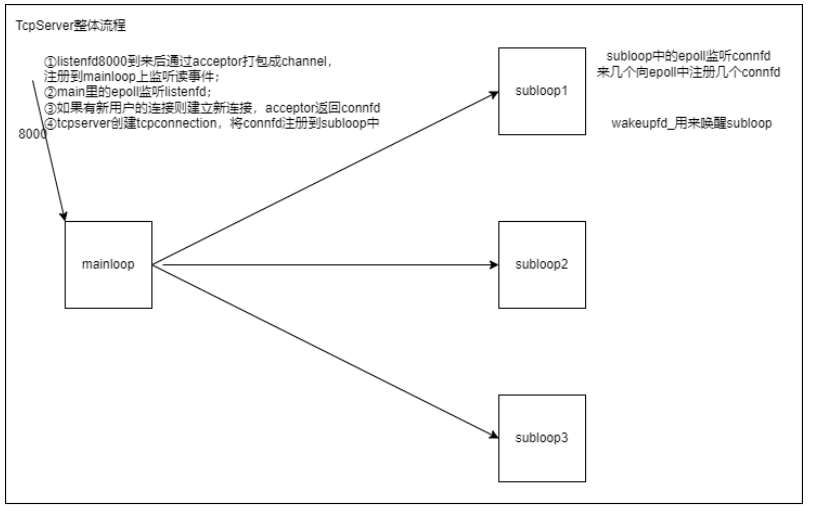 TcpServer整体流程
①listenfd8000到来后通过acceptor打包成channel，
注册到mainloop上监听读事件；
②main里的epoll监听listenfd；
③如果有新用户的连接则建立新连接，acceptor返回connfd
④tcpserver创建tcpconnection，将connfd注册到subloop中
8000
mainloop
subloop1
subloop中的epoll监听connfd
来几个向epoll中注册几个connfd
wakeupfd_用来唤醒subloop
subloop2
subloop3